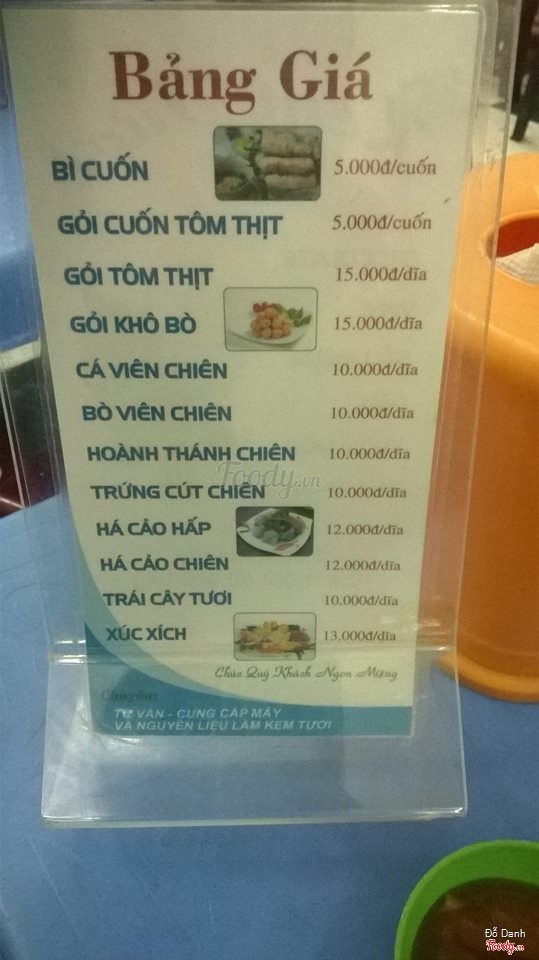 Bảng Giá
BÌ CUỐN 5.000đ/cuốn
GỎI CUỐN TÔM THỊT 5.000đ/cuốn
GỎI TÔM THỊT 15.000đ/dĩa
GỎI KHÔ BÒ 15.000đ/dĩa
CÁ VIÊN CHIÊN 10.000đ/dĩa
BÒ VIÊN CHIÊN 10.000đ/dĩa
HOÀNH THÁNH CHIÊN 10.000đ/dĩa
Foody.vn
TRỨNG CÚT CHIÊN 10.000đ/dĩa
HÁ CẢO HẤP 12.000đ/dĩa
HÁ CẢO CHIÊN 12.000đ/dĩa
TRÁI CÂY TƯƠI 10.000đ/dĩa
XÚC XÍCH 13.000đ/dĩa
Chúc Quý Khách Ngon Miệng
Chuyên:
TƯ VẤN - CUNG CẤP MÁY
VÀ NGUYÊN LIỆU LÀM KEM TƯƠI
Đỗ Danh
Foody.vn